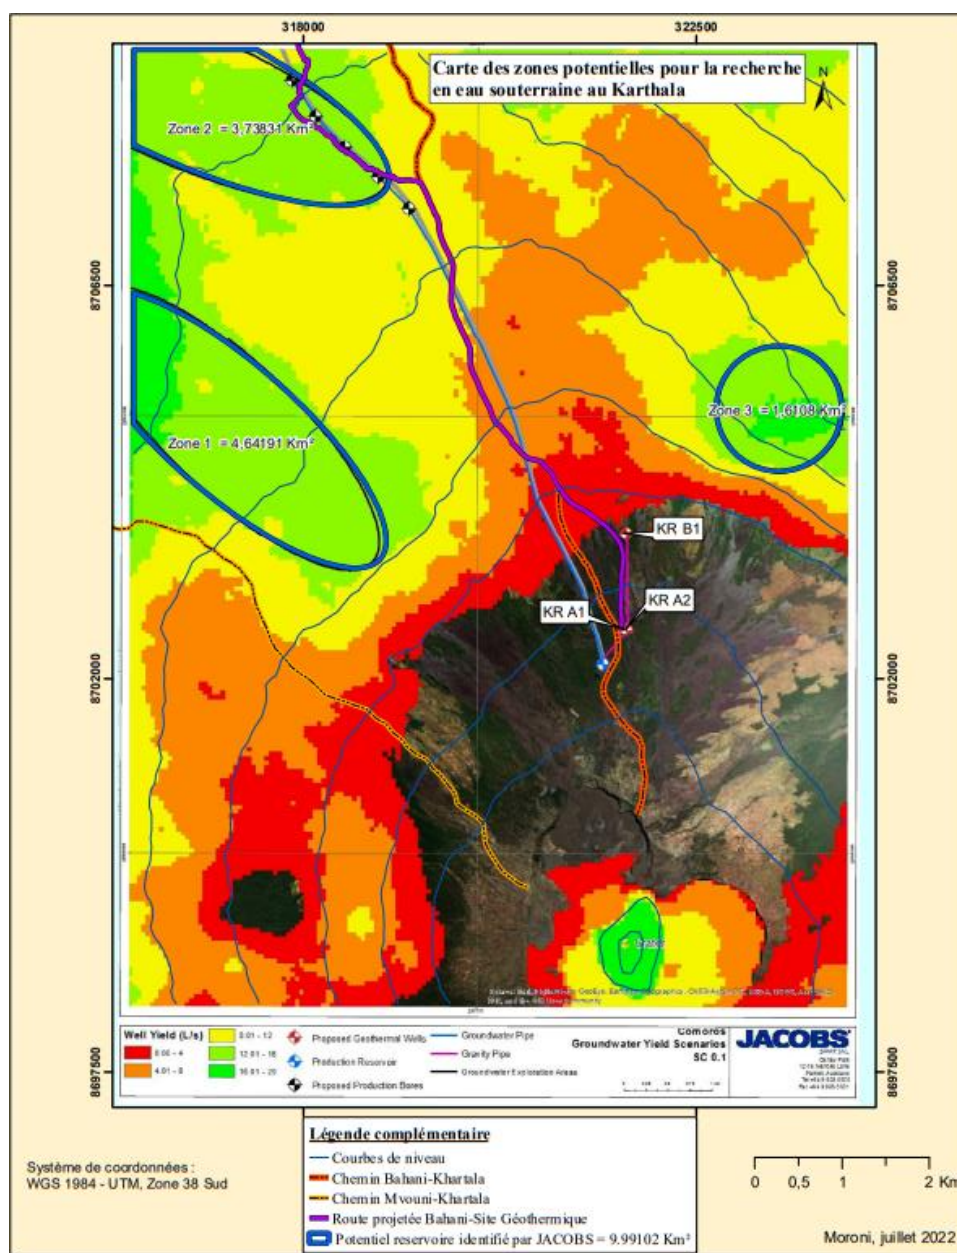 318000
322500
Carte des zones potentielles pour la recherche
en eau souterraine au Karthala
N
Zone 2 = 3,73831 Km²
8706500
8706500
Zone 1 = 4,64191 Km²
Zone 3 = 1,6108 Km²
KR B1
KR A1
KR A2
8702000
8702000
8697500
8697500
Well Yield (L/s)
0.00 - 4
4.01 - 8
8.01 - 12
12.01 - 16
16.01 - 20
Proposed Geothermal Wells
Production Reservoir
Proposed Production Bores
Groundwater Pipe
Gravity Pipe
Groundwater Exploration Areas
Comoros
Groundwater Yield Scenarios
SC 0.1
JACOBS
Légende complémentaire
Courbes de niveau
Chemin Bahani-Khartala
Chemin Mvouni-Khartala
Route projetée Bahani-Site Géothermique
Potentiel reservoire identifié par JACOBS = 9.99102 Km²
Système de coordonnées :
WGS 1984 - UTM, Zone 38 Sud
0 0,5 1 2 Km
Moroni, juillet 2022